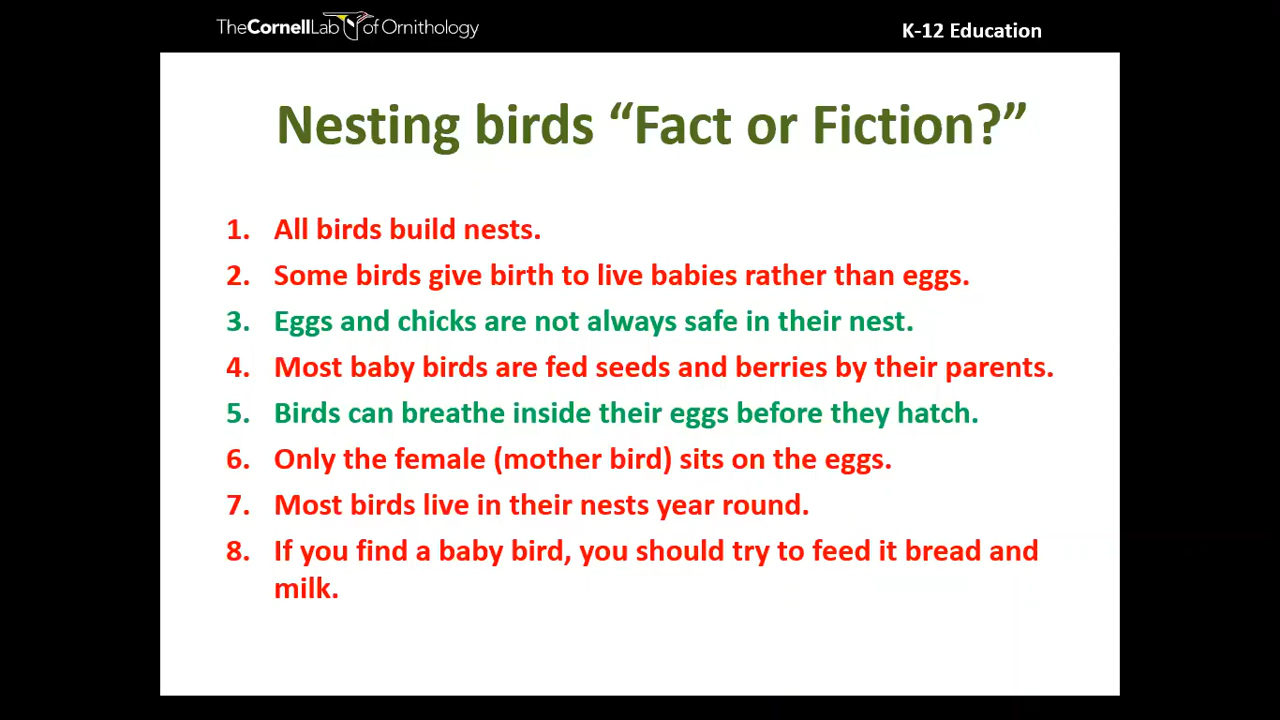 TheCornellLab of Ornithology
K-12 Education
Nesting birds “Fact or Fiction?”
1. All birds build nests.
2. Some birds give birth to live babies rather than eggs.
3. Eggs and chicks are not always safe in their nest.
4. Most baby birds are fed seeds and berries by their parents.
5. Birds can breathe inside their eggs before they hatch.
6. Only the female (mother bird) sits on the eggs.
7. Most birds live in their nests year round.
8. If you find a baby bird, you should try to feed it bread and
milk.